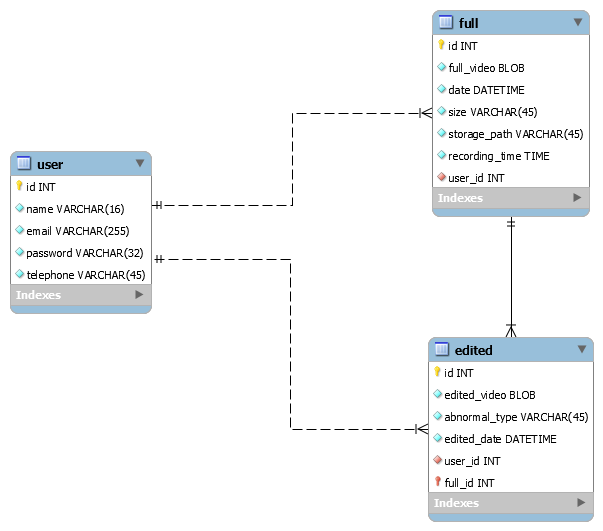 full
id INT
full_video BLOB
date DATETIME
size VARCHAR(45)
storage_path VARCHAR(45)
recording_time TIME
user_id INT
Indexes
user
id INT
name VARCHAR(16)
email VARCHAR(255)
password VARCHAR(32)
telephone VARCHAR(45)
Indexes
edited
id INT
edited_video BLOB
abnormal_type VARCHAR(45)
edited_date DATETIME
user_id INT
full_id INT
Indexes